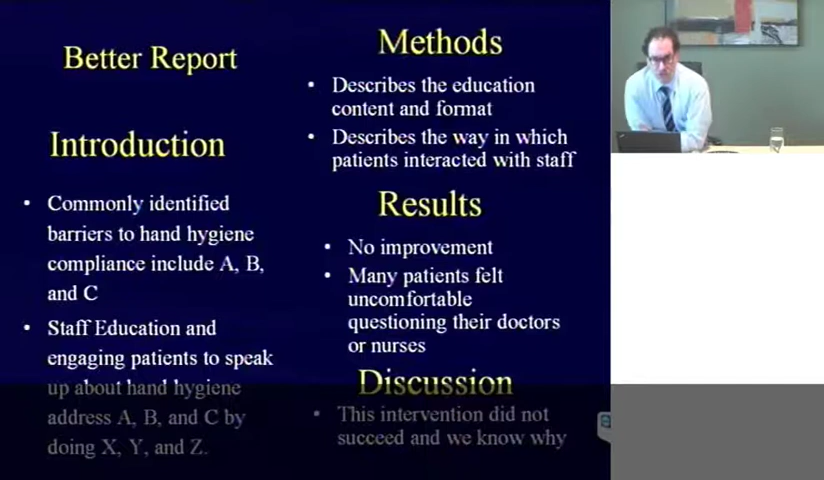 Better Report
Introduction
• Commonly identified
barriers to hand hygiene
compliance include A, B,
and C
• Staff Education and
engaging patients to speak
up about hand hygiene
address A, B, and C by
doing X, Y, and Z.
Methods
• Describes the education
content and format
• Describes the way in which
patients interacted with staff
Results
• No improvement
• Many patients felt
uncomfortable
questioning their doctors
or nurses
Discussion
• This intervention did not
succeed and we know why